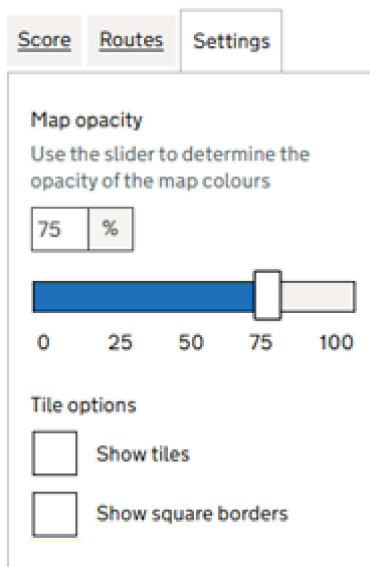 Score Routes Settings
Map opacity
Use the slider to determine the
opacity of the map colours
75 %
0 25 50 75 100
Tile options
Show tiles
Show square borders